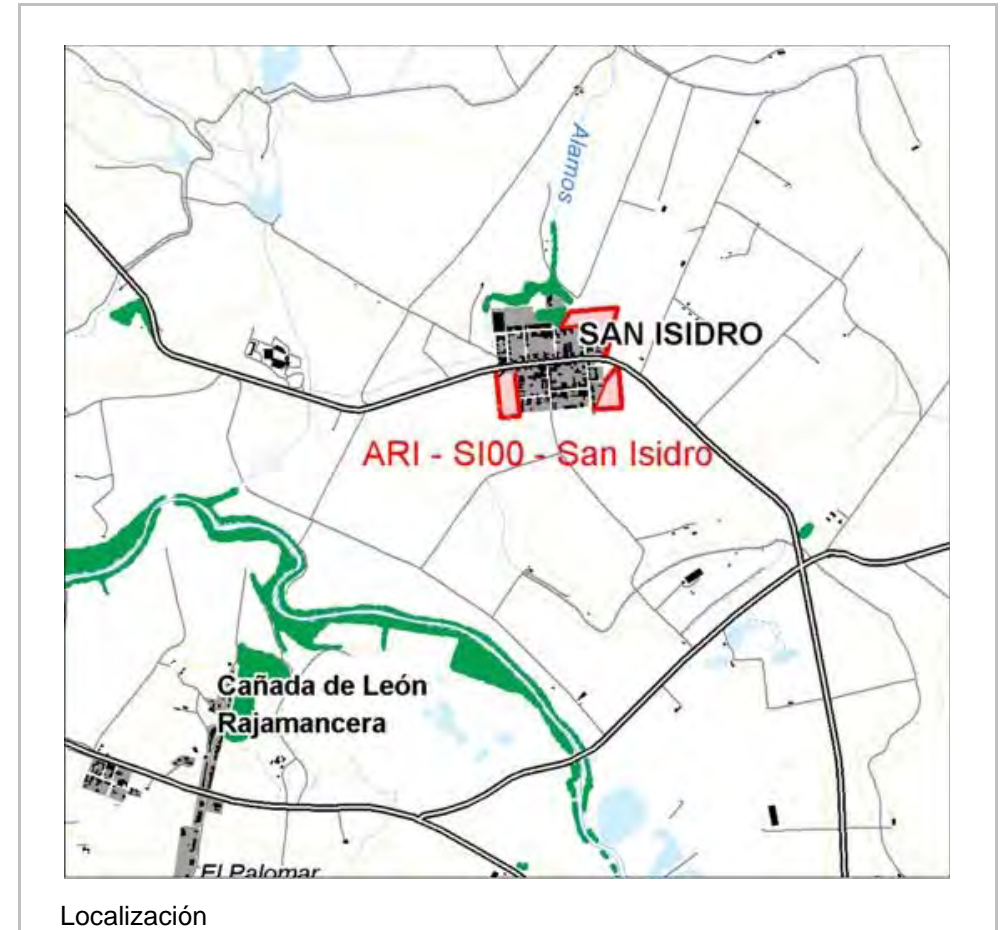 Alamos
SAN ISIDRO
ARI - SI00 - San Isidro
Cañada de León
Rajamancera
El Palomar
Localización